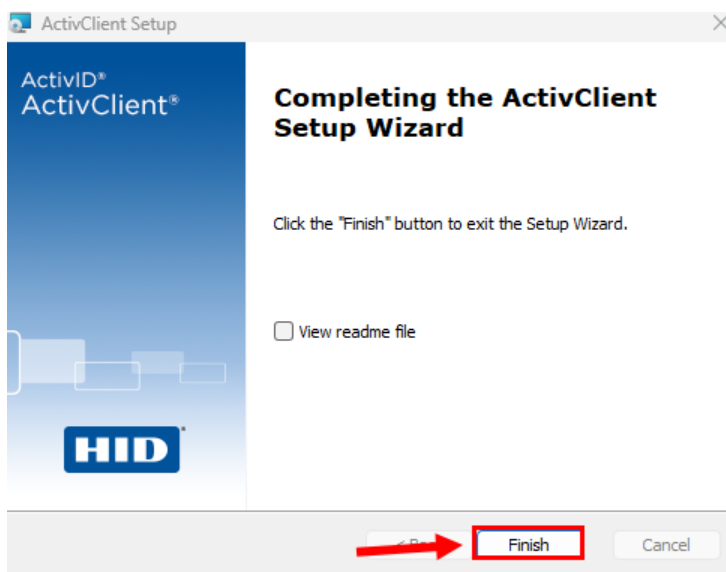 ActivClient Setup
ActivID®
ActivClient®
Completing the ActivClient
Setup Wizard
Click the "Finish" button to exit the Setup Wizard.
View readme file
HID
Finish
Cancel